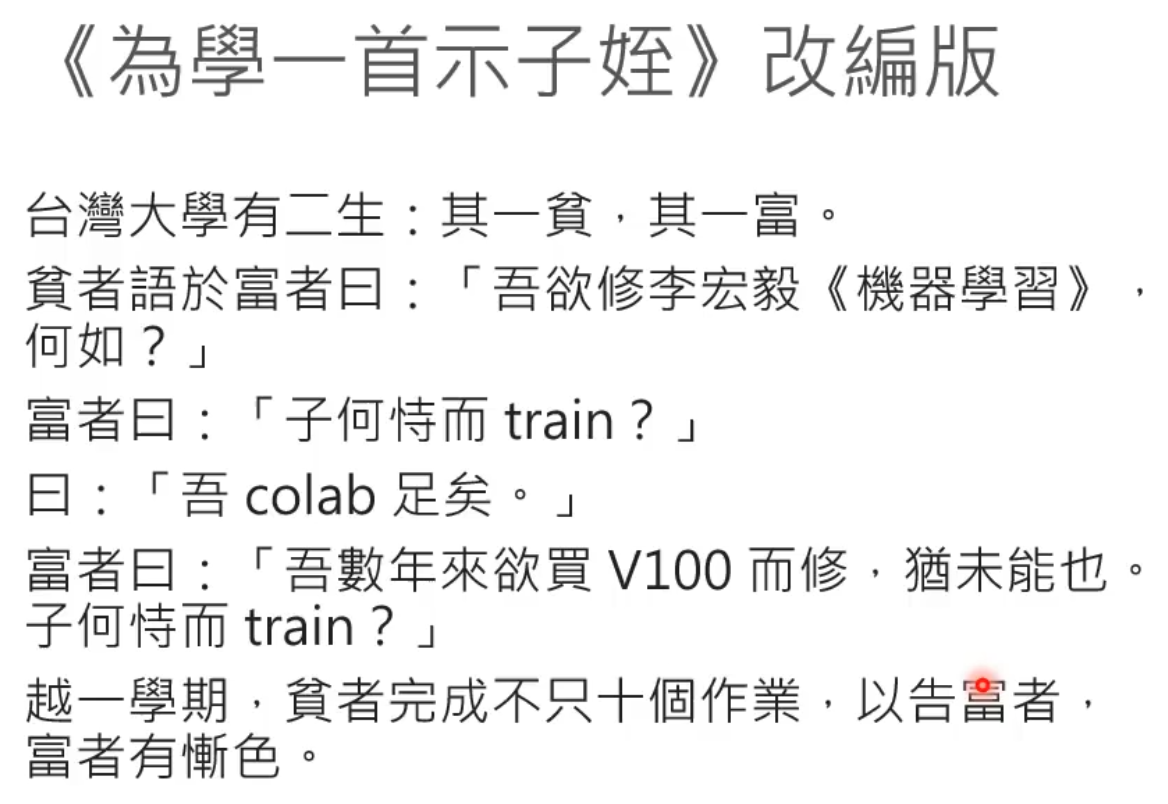 《為學一首示子姪》改編版
台灣大學有二生：其一貧，其一富。
貧者語於富者曰：「吾欲修李宏毅《機器學習》，
何如？」
富者曰：「子何恃而 train？」
曰：「吾 colab 足矣。」
富者曰：「吾數年來欲買 V100 而修，猶未能也。
子何恃而 train？」
越一學期，貧者完成不只十個作業，以告富者，
富者有慚色。